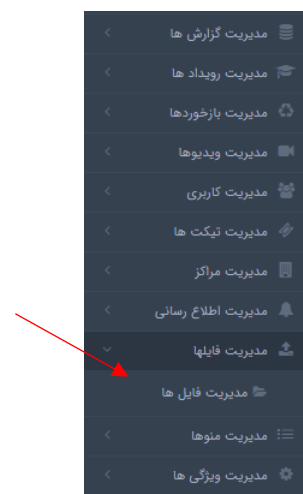 مدیریت گزارش ها
مدیریت رویداد ها
مدیریت بازخوردها
مدیریت ویدیوها
مدیریت کاربری
مدیریت تیکت ها
مدیریت مراکز
مدیریت اطلاع رسانی
مدیریت فایلها
مدیریت فایل ها
مدیریت منوها
مدیریت ویژگی ها